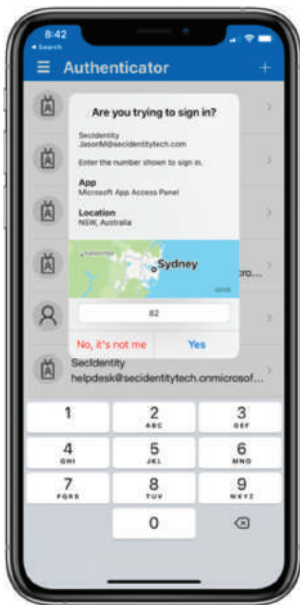 8:42
◂ Search
Authenticator
Are you trying to sign in?
SecIdentity
JasonM@secidentitytech.com
Enter the number shown to sign in.
App
Microsoft App Access Panel
Location
NSW, Australia
Sydney
pro...
82
No, it's not me
Yes
SecIdentity
helpdesk@secidentitytech.onmicrosof...
1
2
ABC
3
DEF
4
GHI
5
JKL
6
MNO
7
PQRS
8
TUV
9
WXYZ
0